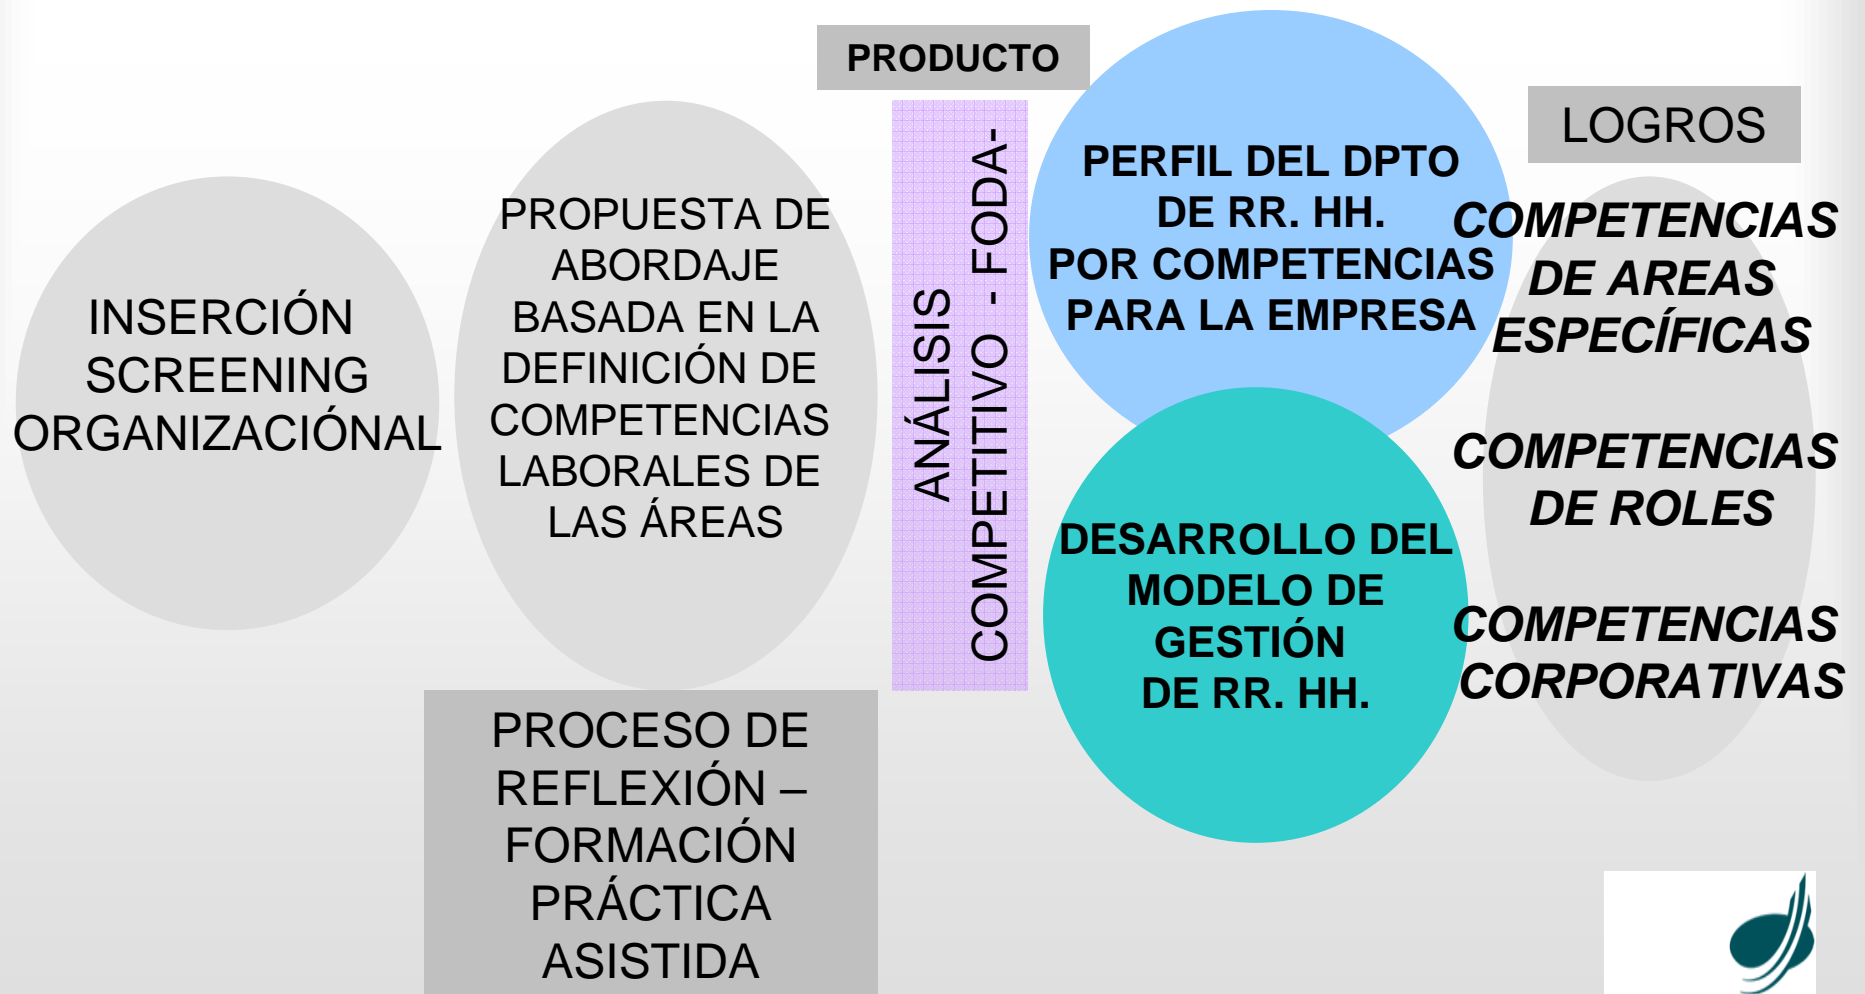 INSERCIÓN
SCREENING
ORGANIZACIÓNAL
PROPUESTA DE
ABORDAJE
BASADA EN LA
DEFINICIÓN DE
COMPETENCIAS
LABORALES DE
LAS ÁREAS
PROCESO DE
REFLEXIÓN –
FORMACIÓN
PRÁCTICA
ASISTIDA
PRODUCTO
ANÁLISIS
COMPETITIVO - FODA-
PERFIL DEL DPTO
DE RR. HH.
POR COMPETENCIAS
PARA LA EMPRESA
DESARROLLO DEL
MODELO DE
GESTIÓN
DE RR. HH.
LOGROS
COMPETENCIAS
DE AREAS
ESPECÍFICAS
COMPETENCIAS
DE ROLES
COMPETENCIAS
CORPORATIVAS